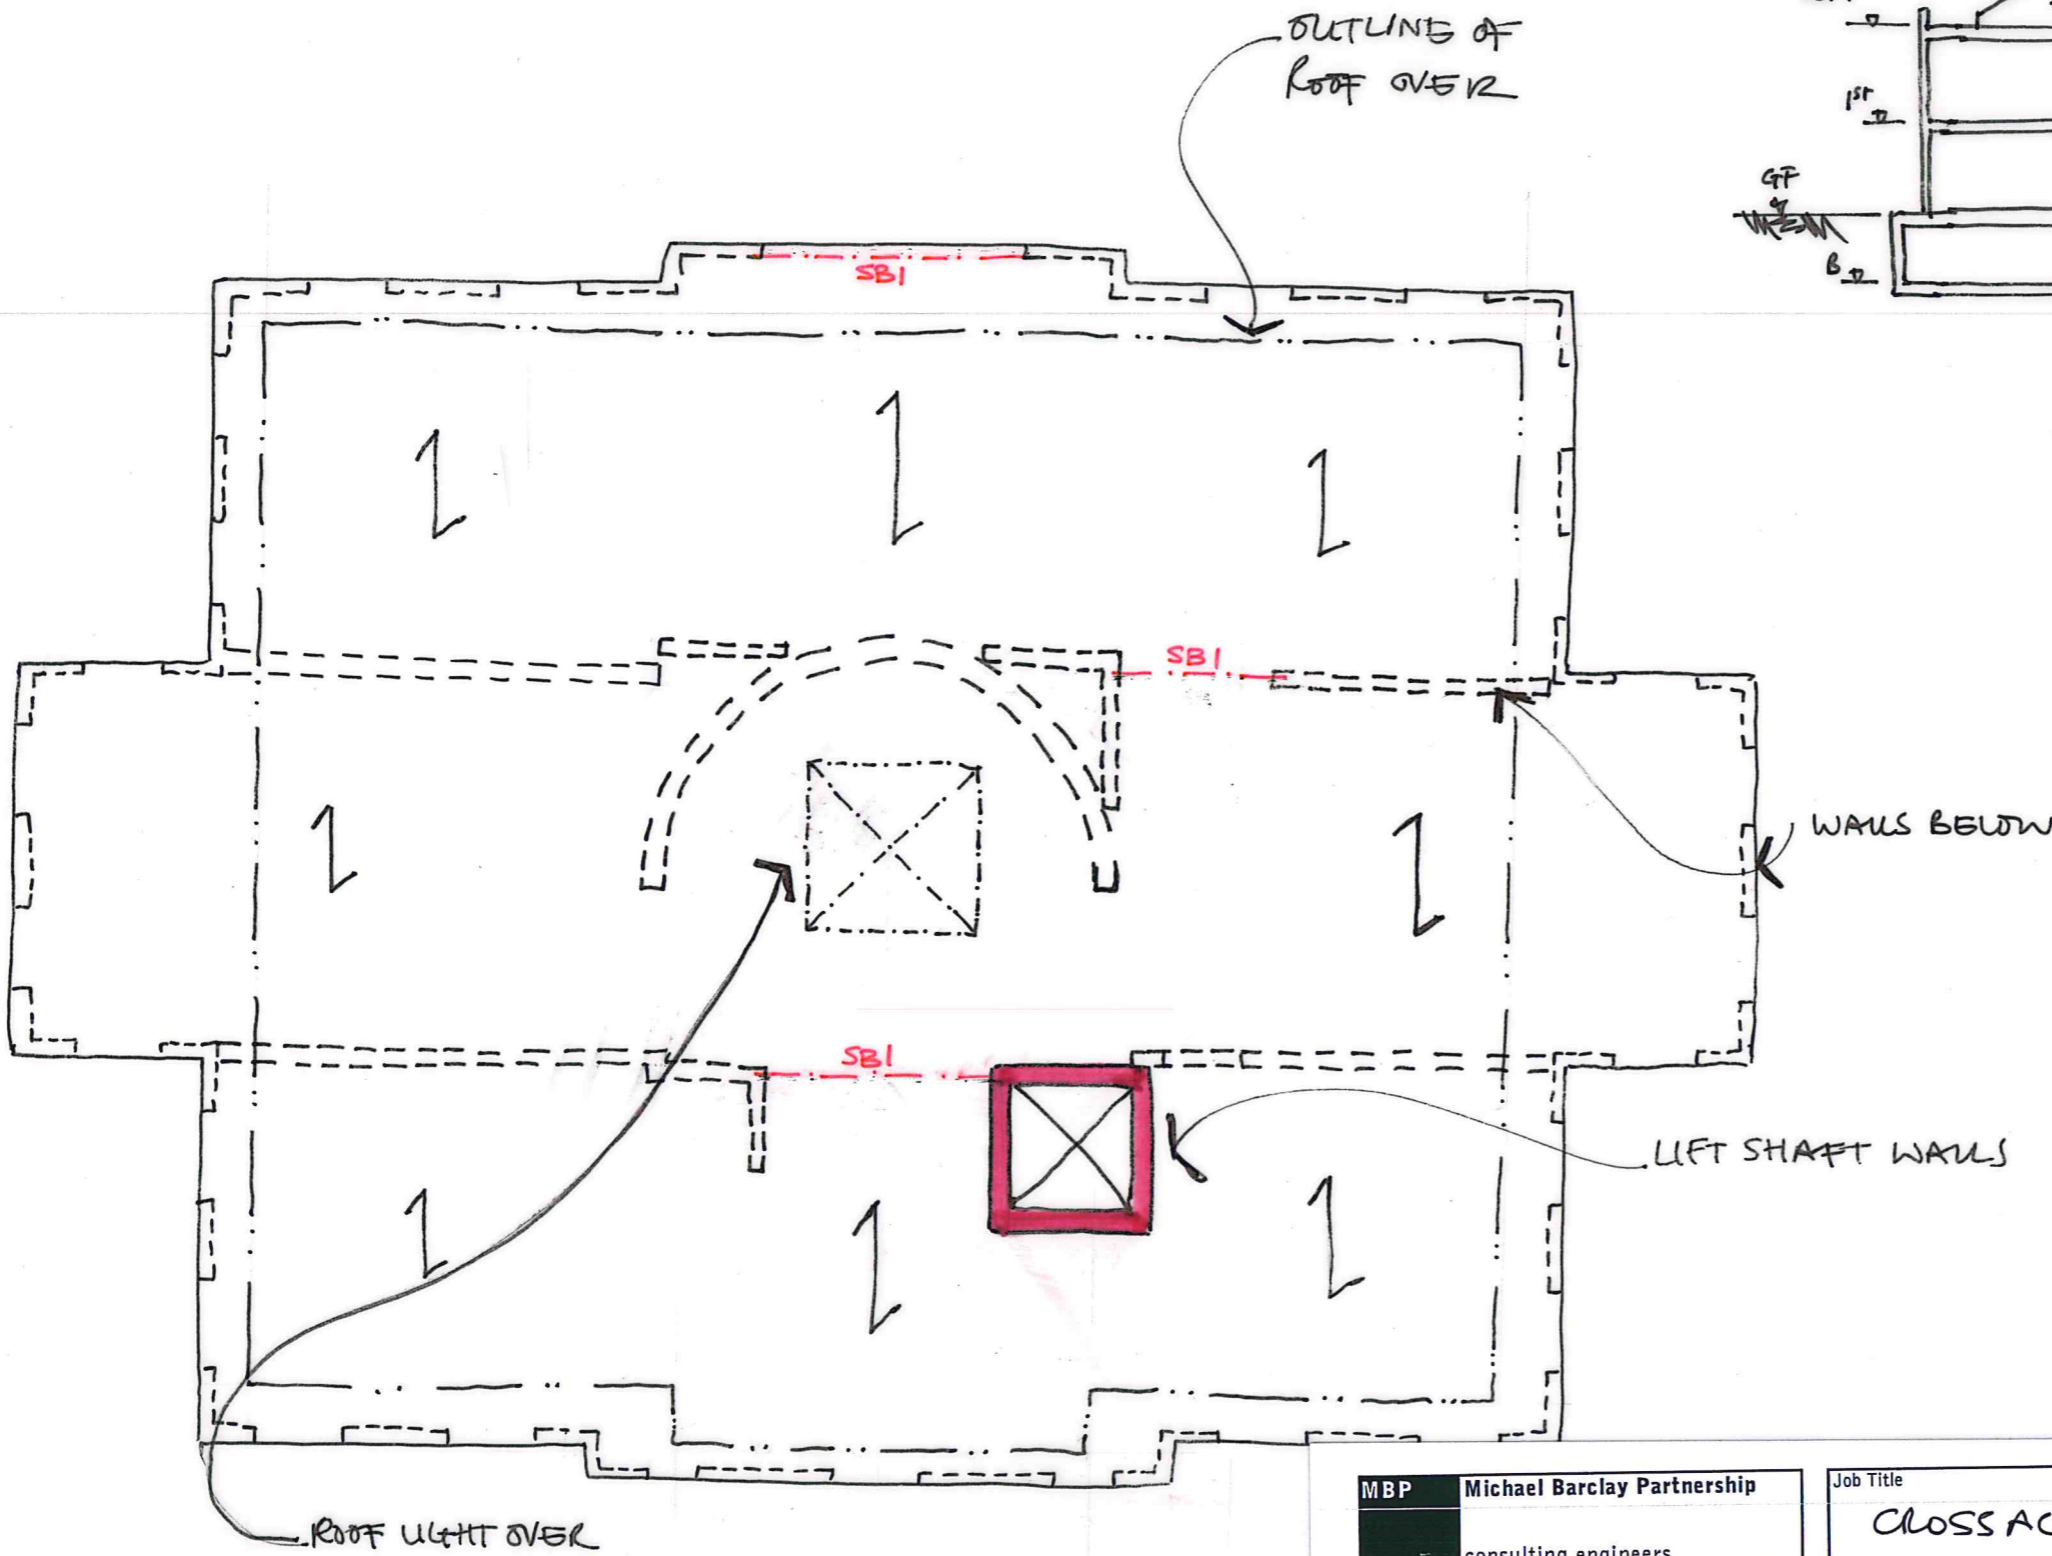 OUTLINE OF
ROOF OVER
1ST
GF
B
SB1
SB1
WALLS BELOW
SB1
LIFT SHAFT WALLS
ROOF LIGHT OVER
MBP
Michael Barclay Partnership
consulting engineers
Job Title
CROSS AC